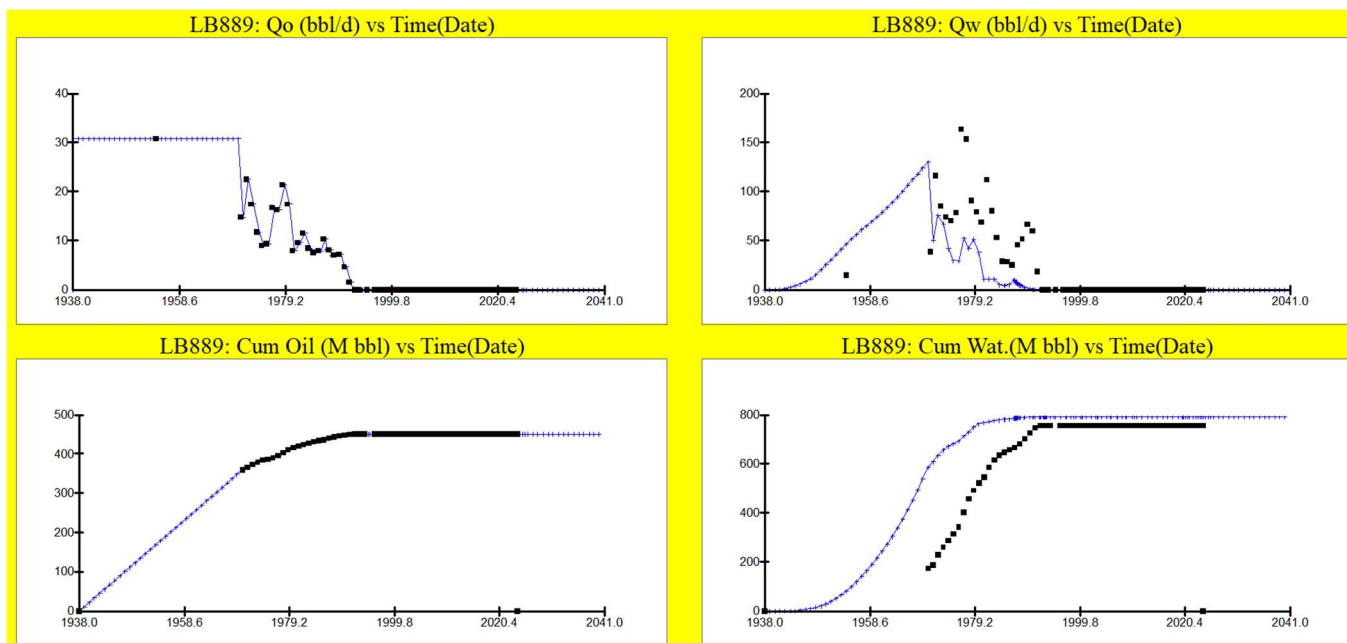 LB889: Qo (bbl/d) vs Time(Date)
40
30
20
10
0
1938.0 1958.6 1979.2 1999.8 2020.4 2041.0
LB889: Qw (bbl/d) vs Time(Date)
200
150
100
50
0
1938.0 1958.6 1979.2 1999.8 2020.4 2041.0
LB889: Cum Oil (M bbl) vs Time(Date)
500
400
300
200
100
0
1938.0 1958.6 1979.2 1999.8 2020.4 2041.0
LB889: Cum Wat.(M bbl) vs Time(Date)
800
600
400
200
0
1938.0 1958.6 1979.2 1999.8 2020.4 2041.0